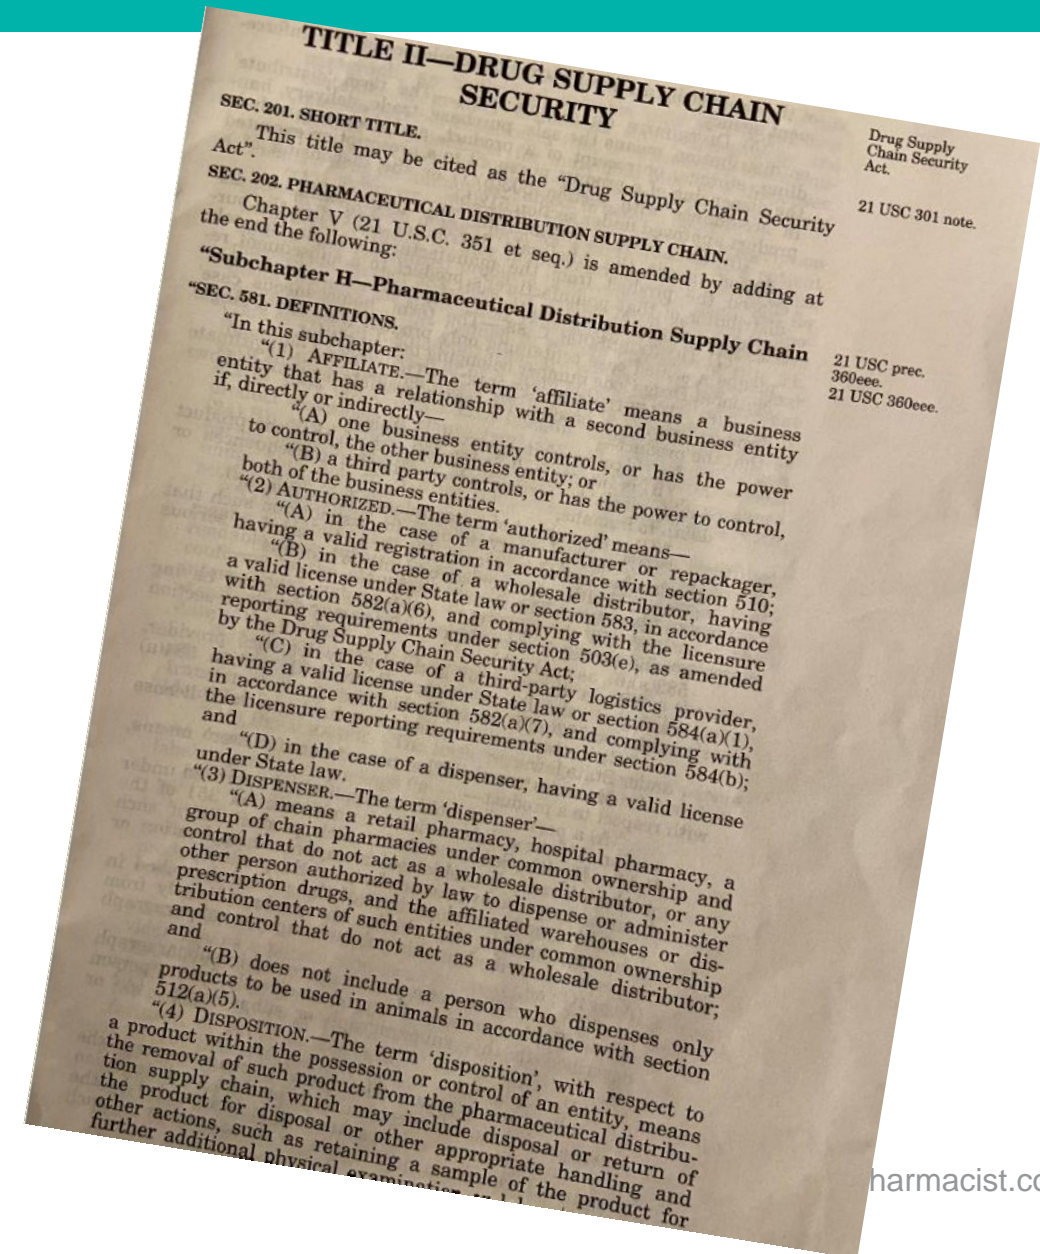 TITLE II—DRUG SUPPLY CHAIN
SECURITY
SEC. 201. SHORT TITLE.
This title may be cited as the “Drug Supply Chain Security
Act”.
Drug Supply
Chain Security
Act.
21 USC 301 note.
SEC. 202. PHARMACEUTICAL DISTRIBUTION SUPPLY CHAIN.
Chapter V (21 U.S.C. 351 et seq.) is amended by adding at
the end the following:
“Subchapter H—Pharmaceutical Distribution Supply Chain
21 USC prec.
360eee.
“SEC. 581. DEFINITIONS.
21 USC 360eee.
“In this subchapter:
“(1) AFFILIATE.—The term ‘affiliate’ means a business
entity that has a relationship with a second business entity
if, directly or indirectly—
“(A) one business entity controls, or has the power
to control, the other business entity; or
“(B) a third party controls, or has the power to control,
both of the business entities.
“(2) AUTHORIZED.—The term ‘authorized’ means—
“(A) in the case of a manufacturer or repackager,
having a valid registration in accordance with section 510;
“(B) in the case of a wholesale distributor, having
a valid license under State law or section 583, in accordance
with section 582(a)(6), and complying with the licensure
reporting requirements under section 503(e), as amended
by the Drug Supply Chain Security Act;
“(C) in the case of a third-party logistics provider,
having a valid license under State law or section 584(a)(1),
in accordance with section 582(a)(7), and complying with
the licensure reporting requirements under section 584(b);
and
“(D) in the case of a dispenser, having a valid license
under State law.
“(3) DISPENSER.—The term ‘dispenser’—
“(A) means a retail pharmacy, hospital pharmacy, a
group of chain pharmacies under common ownership and
control that do not act as a wholesale distributor, or any
other person authorized by law to dispense or administer
prescription drugs, and the affiliated warehouses or dis-
tribution centers of such entities under common ownership
and control that do not act as a wholesale distributor;
and
“(B) does not include a person who dispenses only
products to be used in animals in accordance with section
512(a)(5).
“(4) DISPOSITION.—The term ‘disposition’, with respect to
a product within the possession or control of an entity, means
the removal of such product from the pharmaceutical distribu-
tion supply chain, which may include disposal or return of
the product for disposal or other appropriate handling and
other actions, such as retaining a sample of the product for
further additional physical examination
harmacist.co